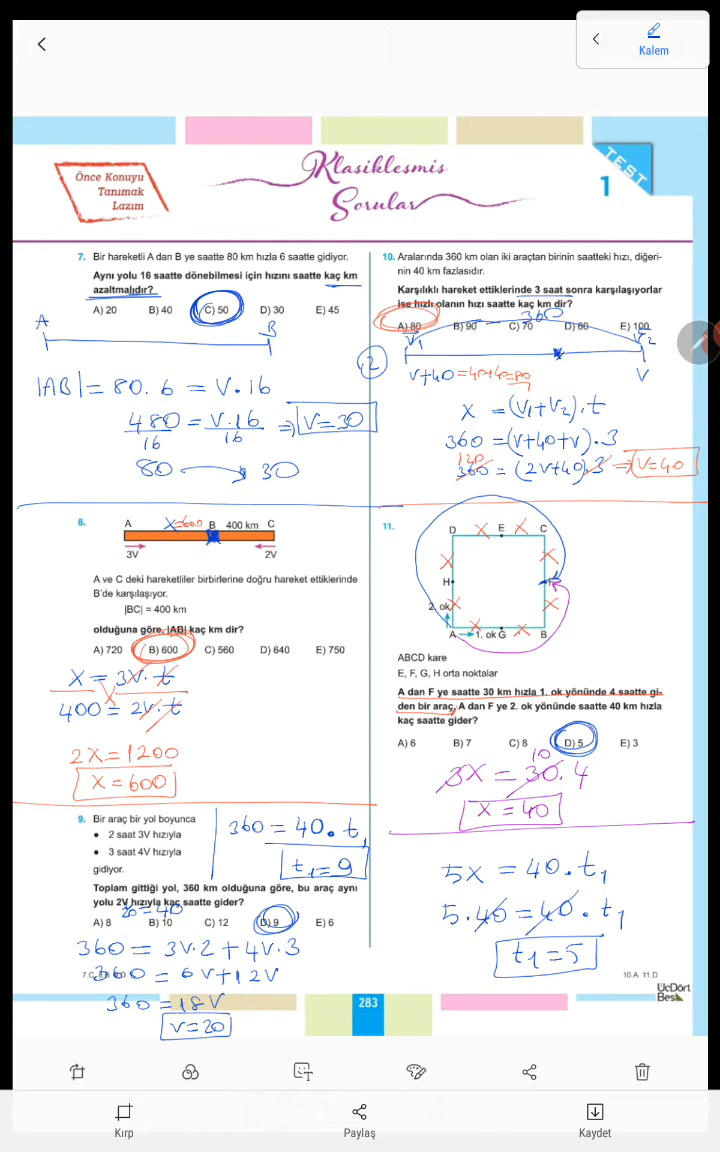 Kalem
Önce Konuyu
Tanımak
Lazım
Klasikleşmiş
Sorular
TEST
1
7. Bir hareketli A dan B ye saatte 80 km hızla 6 saatte gidiyor.
Aynı yolu 16 saatte dönebilmesi için hızını saatte kaç km
azaltmalıdır?
A) 20 B) 40 C) 50 D) 30 E) 45
A B
|AB| = 80.6 = V.16
480 = V.16 ⇒ V=30
16 16
80 → 30
8. A X=600 B 400 km C
3V 2V
A ve C deki hareketliler birbirlerine doğru hareket ettiklerinde
B'de karşılaşıyor.
|BC| = 400 km
olduğuna göre, |AB| kaç km dir?
A) 720 B) 600 C) 560 D) 640 E) 750
X = 3V.t
400 = 2V.t
2X=1200
X=600
9. Bir araç bir yol boyunca
• 2 saat 3V hızıyla
• 3 saat 4V hızıyla
gidiyor.
360 = 40.t1
t1=9
Toplam gittiği yol, 360 km olduğuna göre, bu araç aynı
yolu 2V hızıyla kaç saatte gider?
2v=40
A) 8 B) 10 C) 12 D) 9 E) 6
360 = 3V.2 + 4V.3
360 = 6V+12V
360 = 18V
V=20
10. Aralarında 360 km olan iki araçtan birinin saatteki hızı, diğeri-
nin 40 km fazlasıdır.
Karşılıklı hareket ettiklerinde 3 saat sonra karşılaşıyorlar
ise hızlı olanın hızı saatte kaç km dir?
360
A) 80 B) 90 C) 70 D) 60 E) 100
V1 V2
V+40=40+40=80 V
X = (V1+V2).t
360 = (V+40+V).3
120
360 = (2V+40).3 ⇒ V=40
11. D E C
H F
2. ok
A 1. ok G B
ABCD kare
E, F, G, H orta noktalar
A dan F ye saatte 30 km hızla 1. ok yönünde 4 saatte gi-
den bir araç, A dan F ye 2. ok yönünde saatte 40 km hızla
kaç saatte gider?
A) 6 B) 7 C) 8 D) 5 E) 3
10
3X = 30.4
X = 40
5X = 40.t1
5.40 = 40.t1
t1=5
10.A 11.D
283
ÜçDört
Beş
Kırp
Paylaş
Kaydet